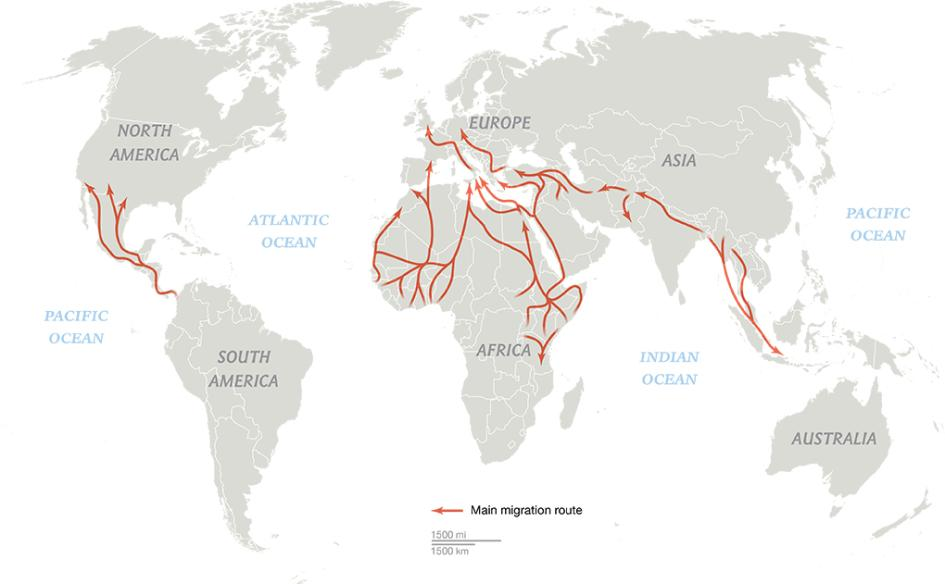 NORTH
AMERICA
EUROPE
ASIA
ATLANTIC
OCEAN
PACIFIC
OCEAN
PACIFIC
OCEAN
SOUTH
AMERICA
AFRICA
INDIAN
OCEAN
AUSTRALIA
Main migration route
1500 mi
1500 km